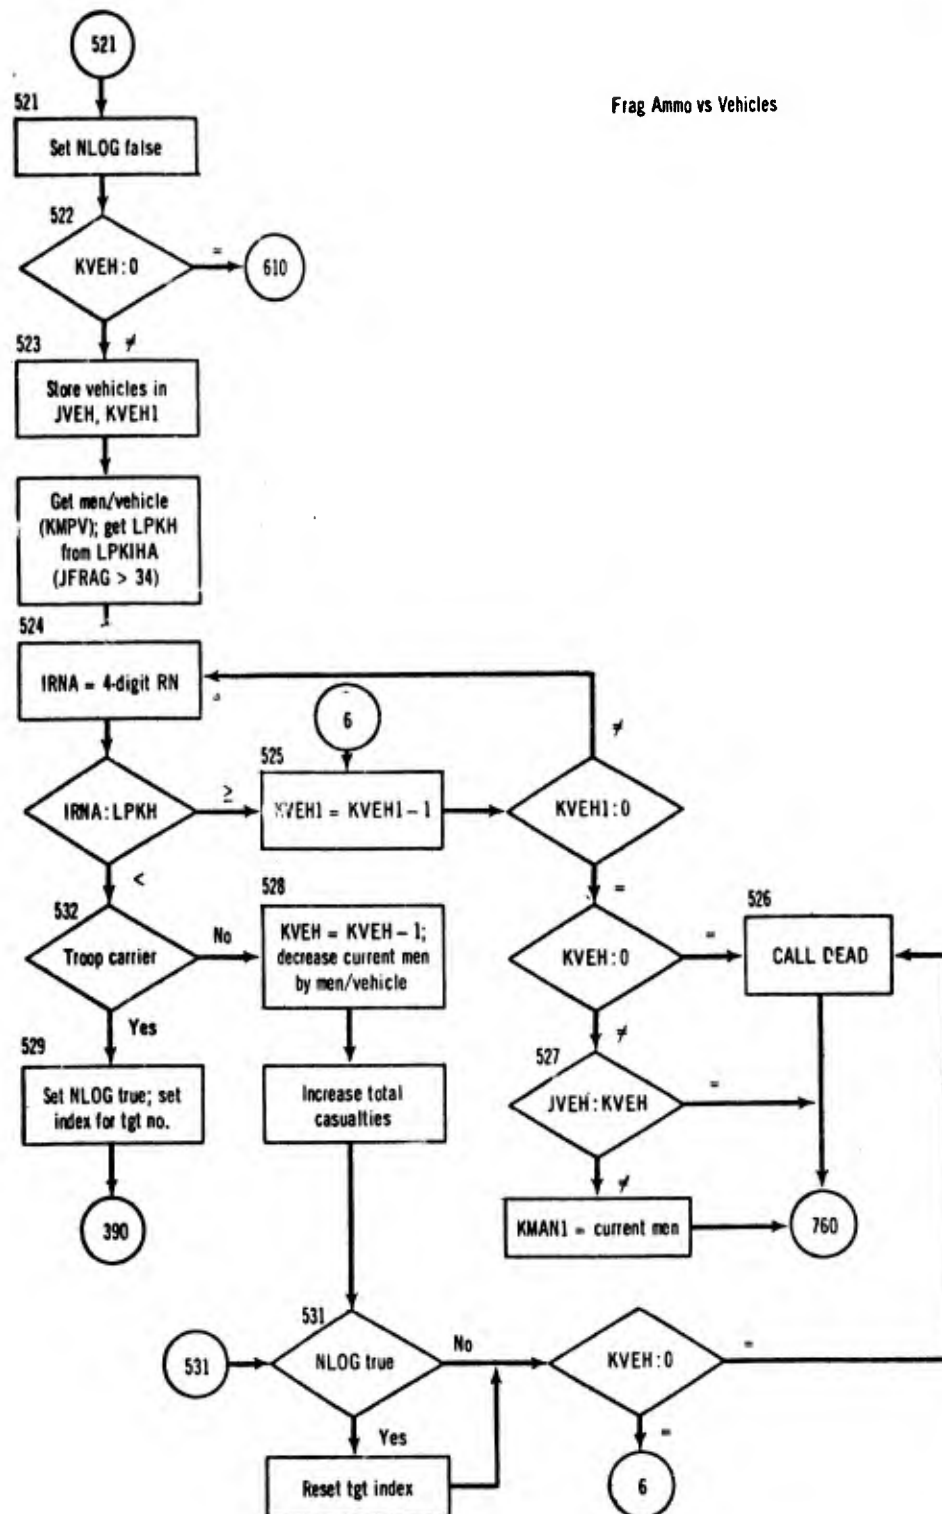 521
Frag Ammo vs Vehicles
521
Set NLOG false
522
KVEH:0
=
610
≠
523
Store vehicles in
JVEH, KVEH1
Get men/vehicle
(KMPV); get LPKH
from LPKIHA
(JFRAG > 34)
524
IRNA = 4-digit RN
6
≠
525
IRNA:LPKH
≥
KVEH1 = KVEH1-1
KVEH1:0
<
=
532
Troop carrier
No
528
KVEH = KVEH-1;
decrease current men
by men/vehicle
KVEH:0
=
526
CALL DEAD
Yes
≠
529
Set NLOG true; set
index for tgt no.
Increase total
casualties
527
JVEH:KVEH
=
≠
390
KMAN1 = current men
760
531
531
NLOG true
No
KVEH:0
=
Yes
=
Reset tgt index
6